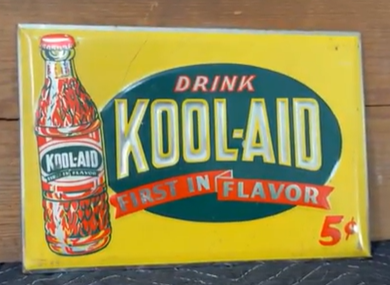 DRINK
KOOL-AID
FIRST IN FLAVOR
5¢
KOOL-AID